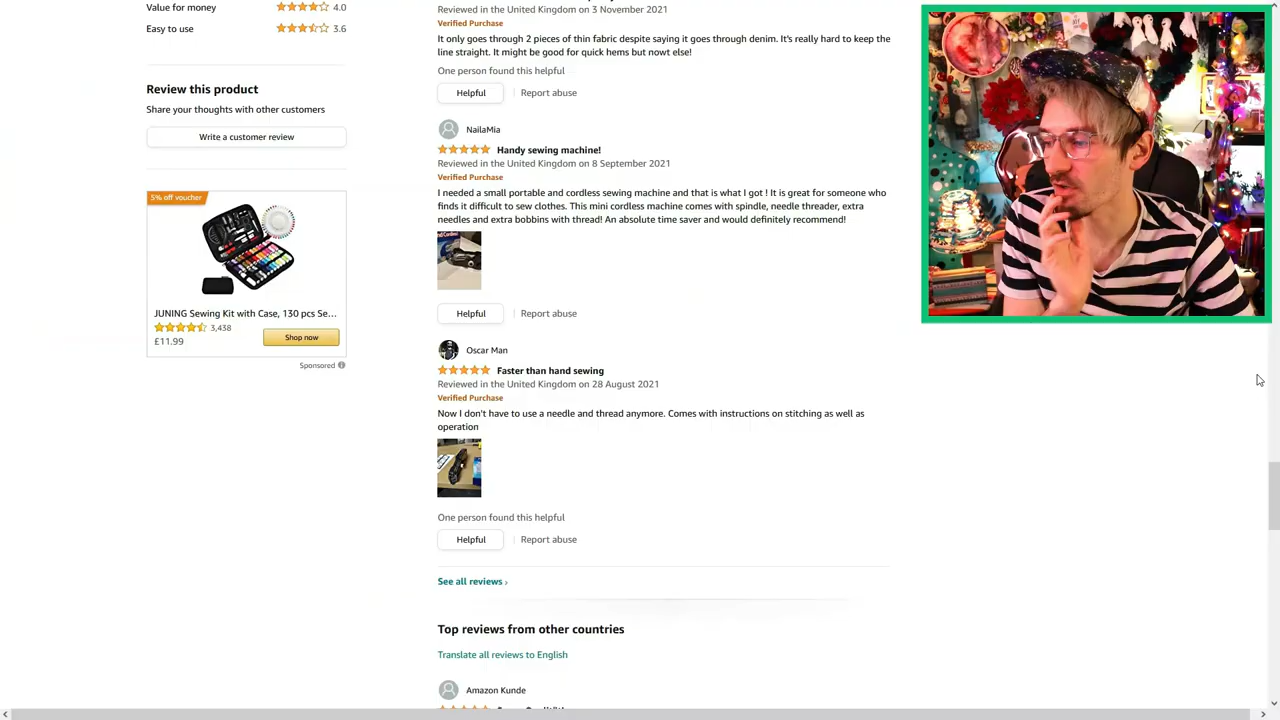 Value for money 4.0
Easy to use 3.6
Review this product
Share your thoughts with other customers
Write a customer review
5% off voucher
JUNING Sewing Kit with Case, 130 pcs Se...
3,438
£11.99
Shop now
Sponsored
Reviewed in the United Kingdom on 3 November 2021
Verified Purchase
It only goes through 2 pieces of thin fabric despite saying it goes through denim. It's really hard to keep the
line straight. It might be good for quick hems but nowt else!
One person found this helpful
Helpful
Report abuse
NailaMia
Handy sewing machine!
Reviewed in the United Kingdom on 8 September 2021
Verified Purchase
I needed a small portable and cordless sewing machine and that is what I got ! It is great for someone who
finds it difficult to sew clothes. This mini cordless machine comes with spindle, needle threader, extra
needles and extra bobbins with thread! An absolute time saver and would definitely recommend!
Helpful
Report abuse
Oscar Man
Faster than hand sewing
Reviewed in the United Kingdom on 28 August 2021
Verified Purchase
Now I don't have to use a needle and thread anymore. Comes with instructions on stitching as well as
operation
One person found this helpful
Helpful
Report abuse
See all reviews ›
Top reviews from other countries
Translate all reviews to English
Amazon Kunde